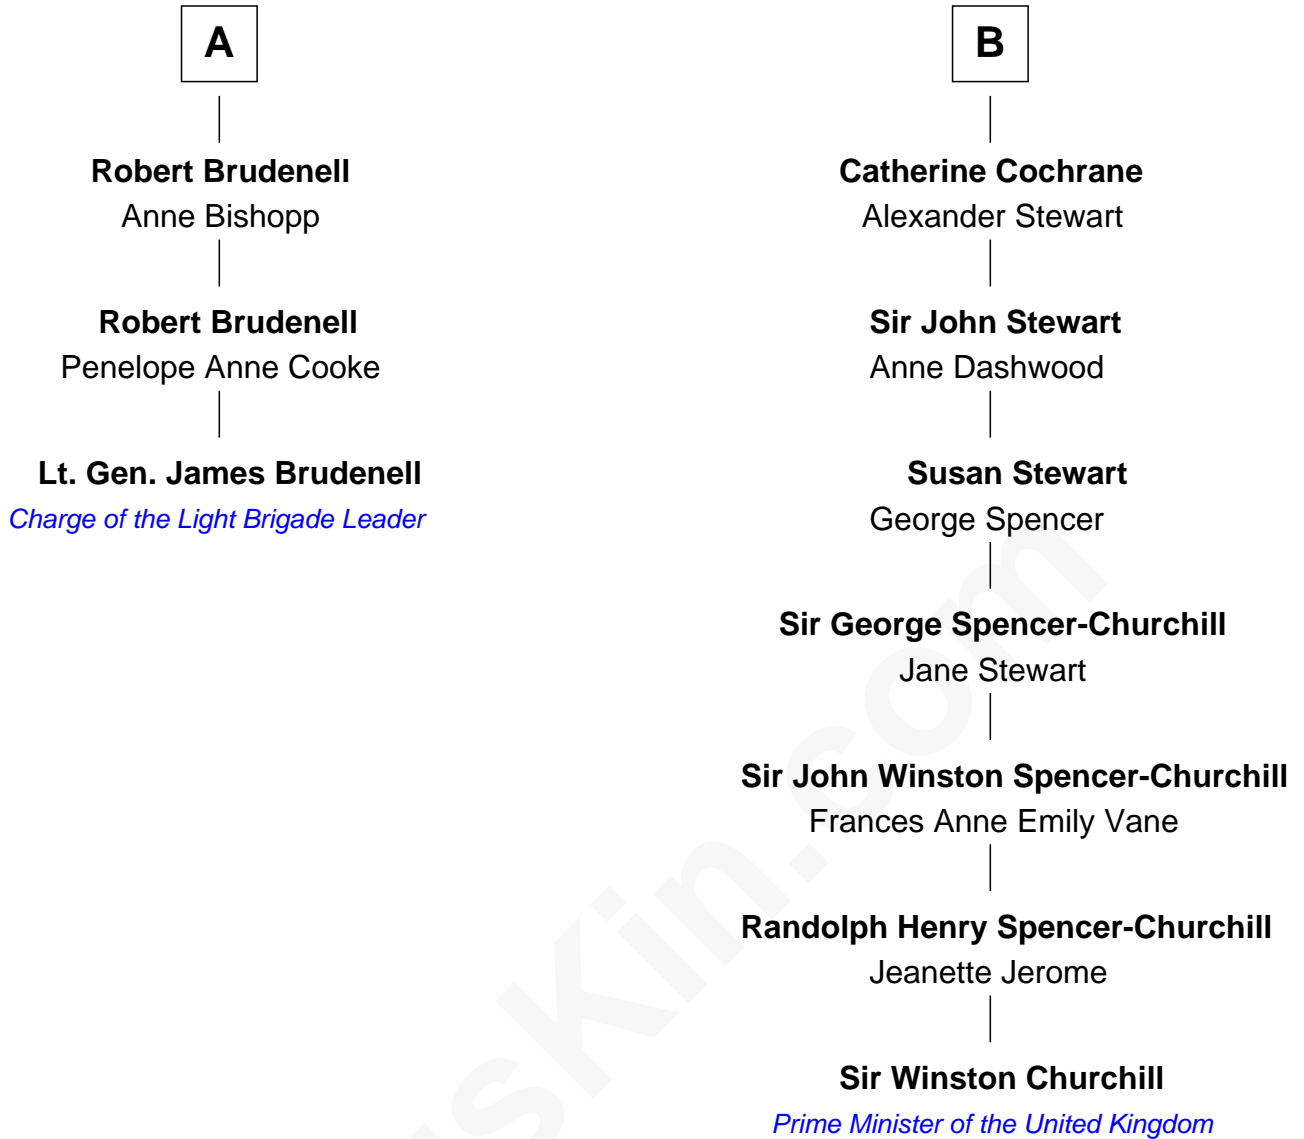 A
Robert Brudenell
Anne Bishopp
Robert Brudenell
Penelope Anne Cooke
Lt. Gen. James Brudenell
Charge of the Light Brigade Leader
B
Catherine Cochrane
Alexander Stewart
Sir John Stewart
Anne Dashwood
Susan Stewart
George Spencer
Sir George Spencer-Churchill
Jane Stewart
Sir John Winston Spencer-Churchill
Frances Anne Emily Vane
Randolph Henry Spencer-Churchill
Jeanette Jerome
Sir Winston Churchill
Prime Minister of the United Kingdom